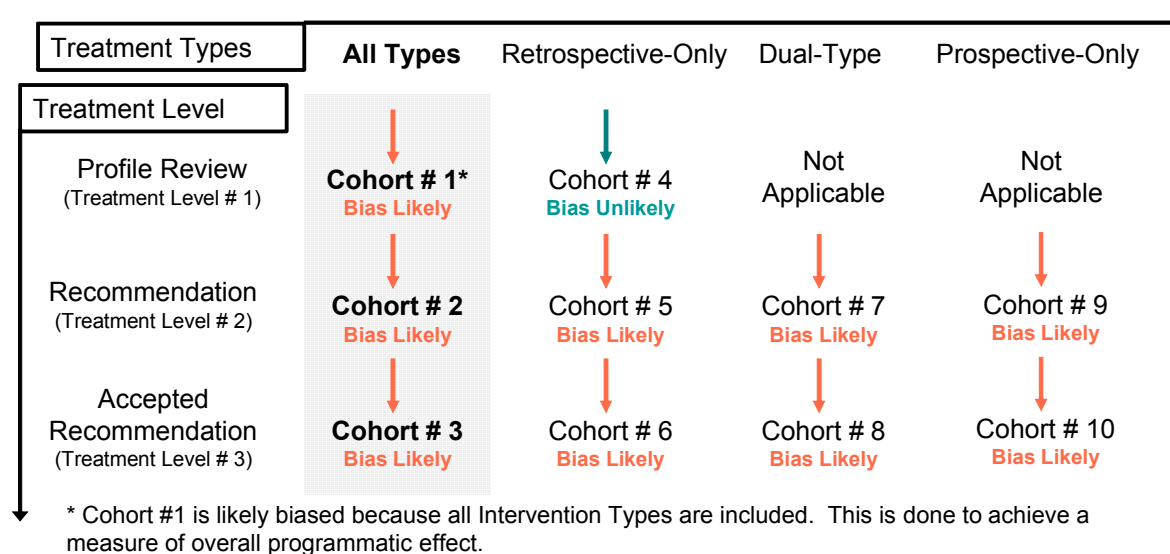 Treatment Types
All Types
Retrospective-Only
Dual-Type
Prospective-Only
Treatment Level
Profile Review
(Treatment Level # 1)
Cohort # 1*
Bias Likely
Cohort # 4
Bias Unlikely
Not
Applicable
Not
Applicable
Recommendation
(Treatment Level # 2)
Cohort # 2
Bias Likely
Cohort # 5
Bias Likely
Cohort # 7
Bias Likely
Cohort # 9
Bias Likely
Accepted
Recommendation
(Treatment Level # 3)
Cohort # 3
Bias Likely
Cohort # 6
Bias Likely
Cohort # 8
Bias Likely
Cohort # 10
Bias Likely
* Cohort #1 is likely biased because all Intervention Types are included.  This is done to achieve a
measure of overall programmatic effect.